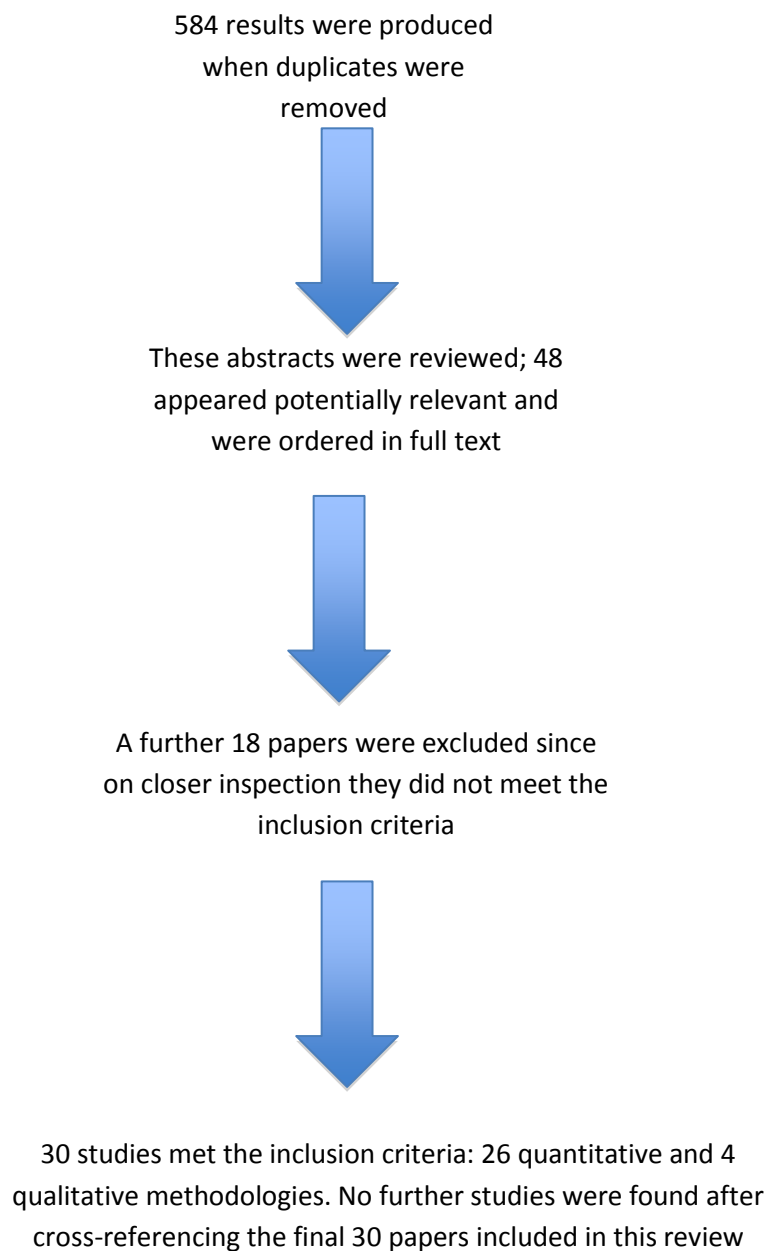 584 results were produced
when duplicates were
removed
These abstracts were reviewed; 48
appeared potentially relevant and
were ordered in full text
A further 18 papers were excluded since
on closer inspection they did not meet the
inclusion criteria
30 studies met the inclusion criteria: 26 quantitative and 4
qualitative methodologies. No further studies were found after
cross-referencing the final 30 papers included in this review